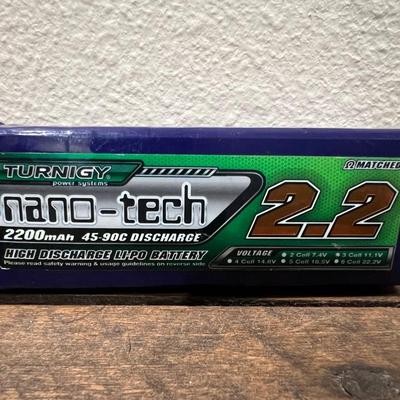 TURNIGY
power systems
nano-tech
2200mAh 45-90C DISCHARGE
HIGH DISCHARGE LI-PO BATTERY
Please read safety warning & usage guidelines on reverse side
Ω MATCHED
2.2
VOLTAGE • 2 Cell 7.4V • 3 Cell 11.1V
• 4 Cell 14.8V • 5 Cell 18.5V • 6 Cell 22.2V